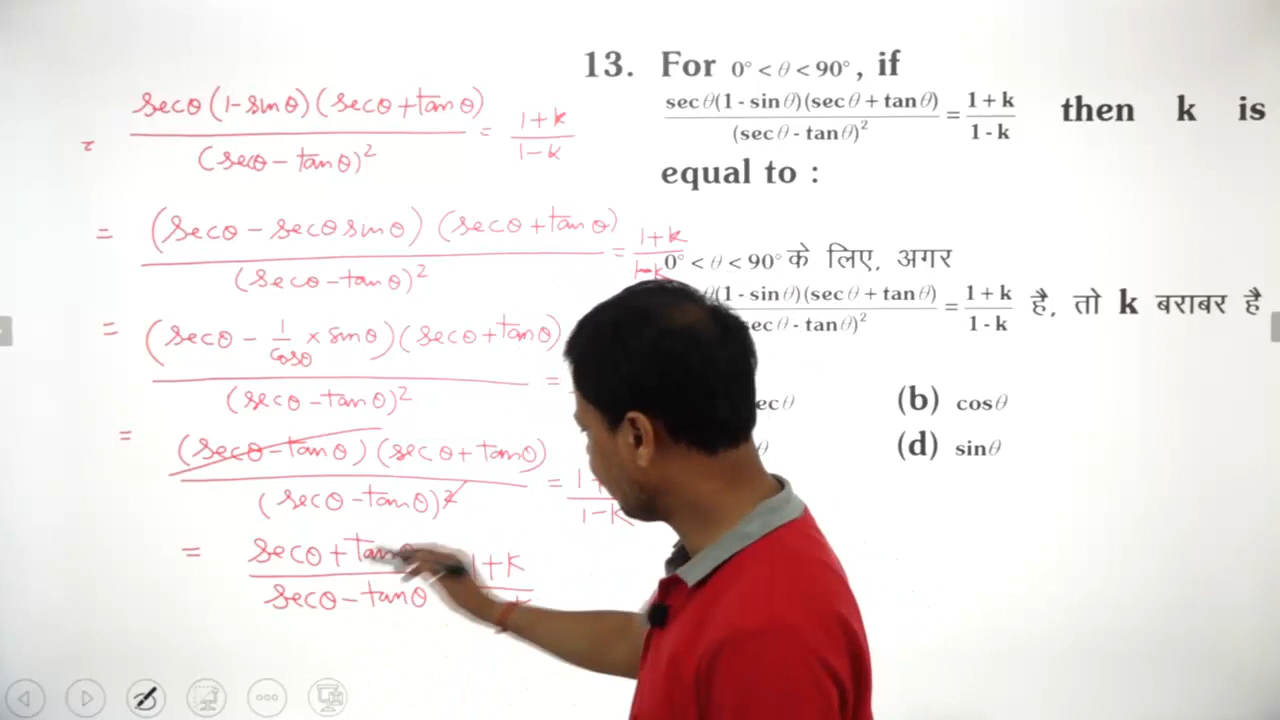 secθ(1-sinθ)(secθ+tanθ) / (secθ-tanθ)² = 1+k / 1-k
= (secθ-secθ sinθ)(secθ+tanθ) / (secθ-tanθ)² = 1+k / 1-k
= (secθ - 1/cosθ × sinθ)(secθ+tanθ) / (secθ-tanθ)² =
= (secθ-tanθ)(secθ+tanθ) / (secθ-tanθ)² = 1+ / 1-k
= secθ+tanθ / secθ-tanθ 1+k
13. For 0° < θ < 90°, if
secθ(1 - sinθ)(secθ + tanθ) / (secθ - tanθ)² = 1+k / 1-k then k is
equal to :
0° < θ < 90° के लिए, अगर
θ(1 - sinθ)(secθ + tanθ) / secθ - tanθ)² = 1+k / 1-k है, तो k बराबर है
(b) cosθ
(d) sinθ